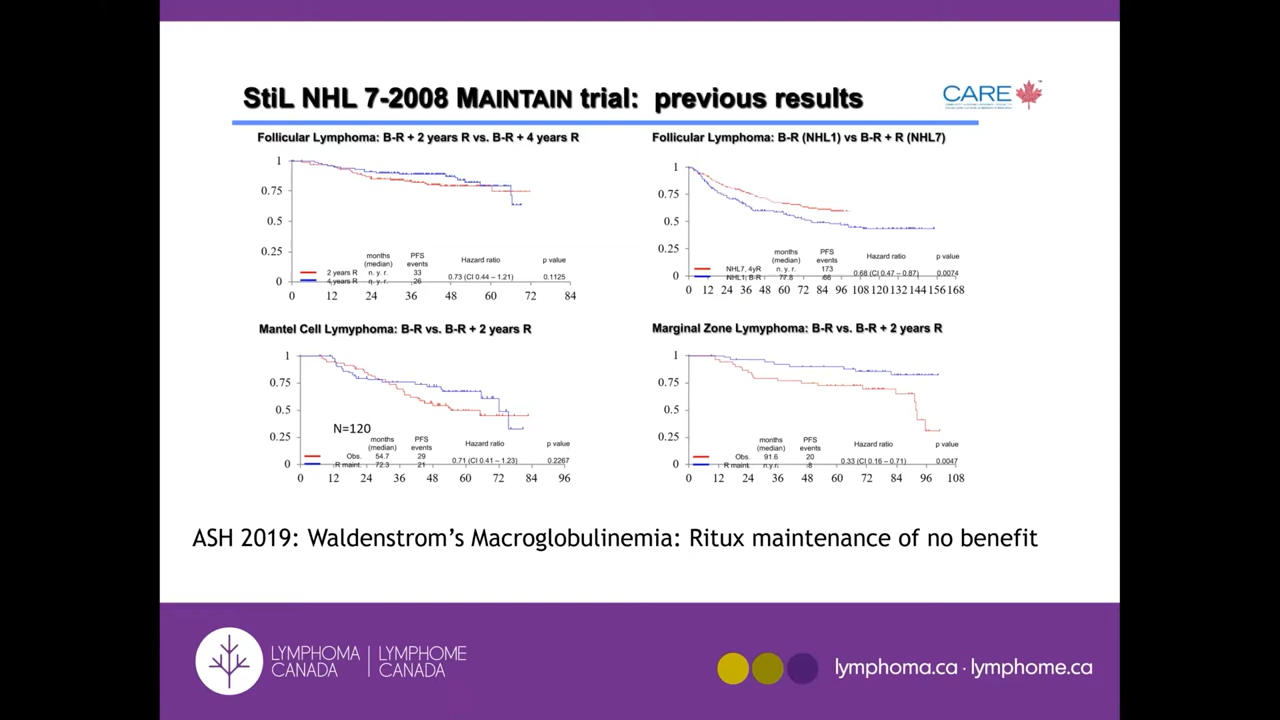 StiL NHL 7-2008 MAINTAIN trial: previous results
CARE
Follicular Lymphoma: B-R + 2 years R vs. B-R + 4 years R
1
0.75
0.5
0.25
0
months (median)
PFS events
Hazard ratio
p value
2 years R n. y. r. 33 0.73 (CI 0.44 – 1.21) 0.1125
4 years R n. y. r. 26
0 12 24 36 48 60 72 84
Follicular Lymphoma: B-R (NHL1) vs B-R + R (NHL7)
1
0.75
0.5
0.25
0
months (median)
PFS events
Hazard ratio
p value
NHL7, 4yR n. y. r. 173 0.68 (CI 0.47 – 0.87) 0.0074
NHL1, B-R 77.8 66
0 12 24 36 48 60 72 84 96 108 120 132 144 156 168
Mantel Cell Lymyphoma: B-R vs. B-R + 2 years R
1
0.75
0.5
0.25
0
N=120
months (median)
PFS events
Hazard ratio
p value
Obs. 54.7 29 0.71 (CI 0.41 – 1.23) 0.2267
R maint. 72.3 21
0 12 24 36 48 60 72 84 96
Marginal Zone Lymyphoma: B-R vs. B-R + 2 years R
1
0.75
0.5
0.25
0
months (median)
PFS events
Hazard ratio
p value
Obs. 91.6 20 0.33 (CI 0.16 – 0.71) 0.0047
R maint. n.y.r. 8
0 12 24 36 48 60 72 84 96 108
ASH 2019: Waldenstrom's Macroglobulinemia: Ritux maintenance of no benefit
LYMPHOMA CANADA
LYMPHOME CANADA
lymphoma.ca · lymphome.ca